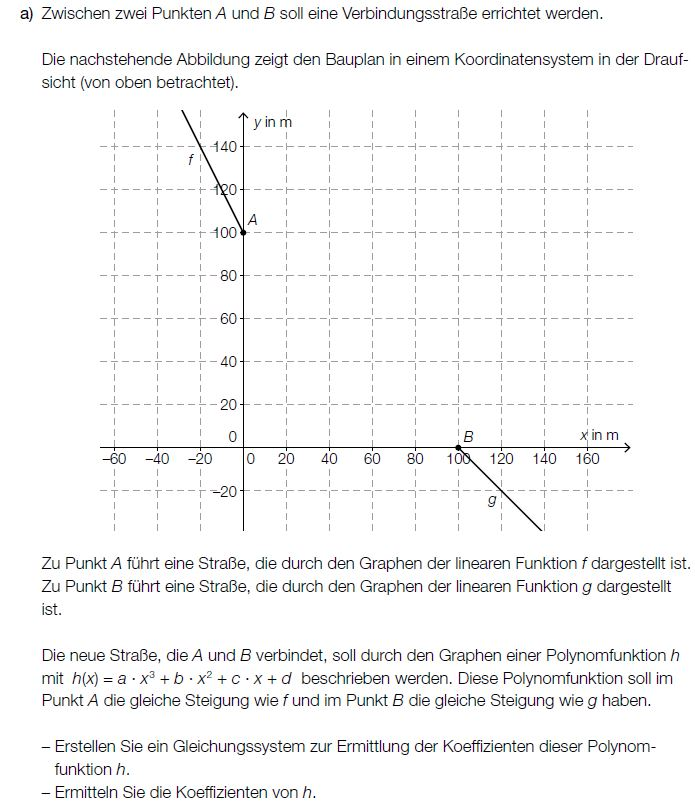 a) Zwischen zwei Punkten A und B soll eine Verbindungsstraße errichtet werden.
Die nachstehende Abbildung zeigt den Bauplan in einem Koordinatensystem in der Drauf-
sicht (von oben betrachtet).
y in m
140
f
120
A
100
80
60
40
20
0
B
x in m
–60 –40 –20 0 20 40 60 80 100 120 140 160
–20
g
Zu Punkt A führt eine Straße, die durch den Graphen der linearen Funktion f dargestellt ist.
Zu Punkt B führt eine Straße, die durch den Graphen der linearen Funktion g dargestellt
ist.
Die neue Straße, die A und B verbindet, soll durch den Graphen einer Polynomfunktion h
mit h(x) = a · x³ + b · x² + c · x + d beschrieben werden. Diese Polynomfunktion soll im
Punkt A die gleiche Steigung wie f und im Punkt B die gleiche Steigung wie g haben.
– Erstellen Sie ein Gleichungssystem zur Ermittlung der Koeffizienten dieser Polynom-
funktion h.
– Ermitteln Sie die Koeffizienten von h.